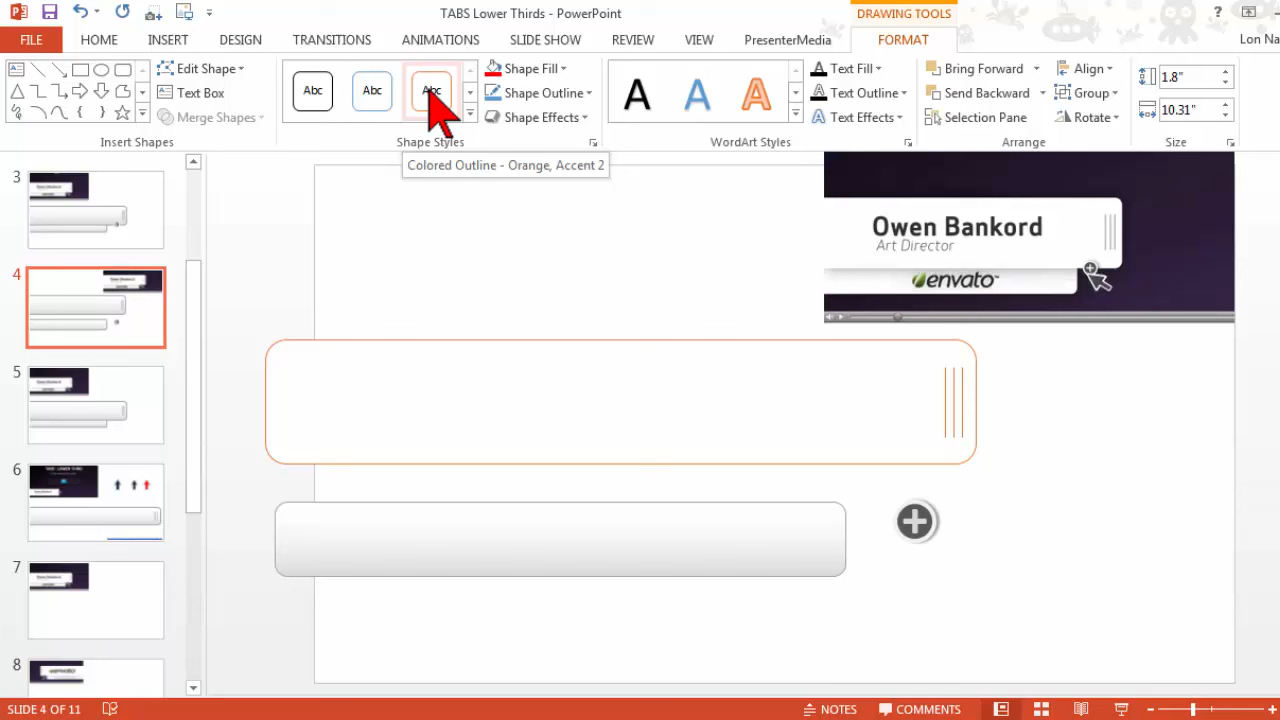 TABS Lower Thirds - PowerPoint
DRAWING TOOLS
?
FILE
HOME
INSERT
DESIGN
TRANSITIONS
ANIMATIONS
SLIDE SHOW
REVIEW
VIEW
PresenterMedia
FORMAT
Lon Na
Edit Shape
Text Box
Merge Shapes
Insert Shapes
Abc
Abc
Abc
Shape Fill
Shape Outline
Shape Effects
Shape Styles
A
A
A
Text Fill
Text Outline
Text Effects
WordArt Styles
Bring Forward
Send Backward
Selection Pane
Align
Group
Rotate
Arrange
1.8"
10.31"
Size
Colored Outline - Orange, Accent 2
3
4
5
6
7
8
Owen Bankord
Art Director
envato™
SLIDE 4 OF 11
NOTES
COMMENTS